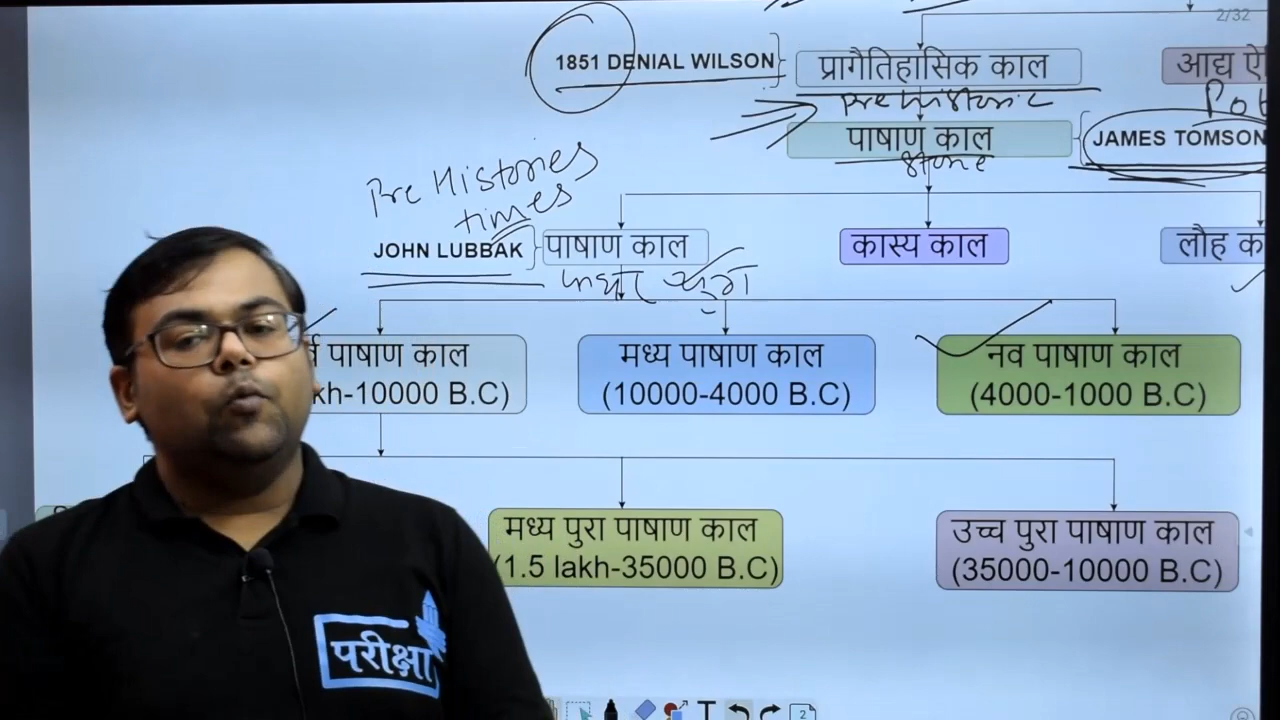 2/32
1851 DENIAL WILSON
प्रागैतिहासिक काल
आद्य ऐ
Pre Historic
पाषाण काल
JAMES TOMSON
Stone
Pre Histories
times
JOHN LUBBAK
पाषाण काल
कास्य काल
लौह क
पाषाण काल
kh-10000 B.C)
मध्य पाषाण काल
(10000-4000 B.C)
नव पाषाण काल
(4000-1000 B.C)
मध्य पुरा पाषाण काल
(1.5 lakh-35000 B.C)
उच्च पुरा पाषाण काल
(35000-10000 B.C)
परीक्षा
T
2